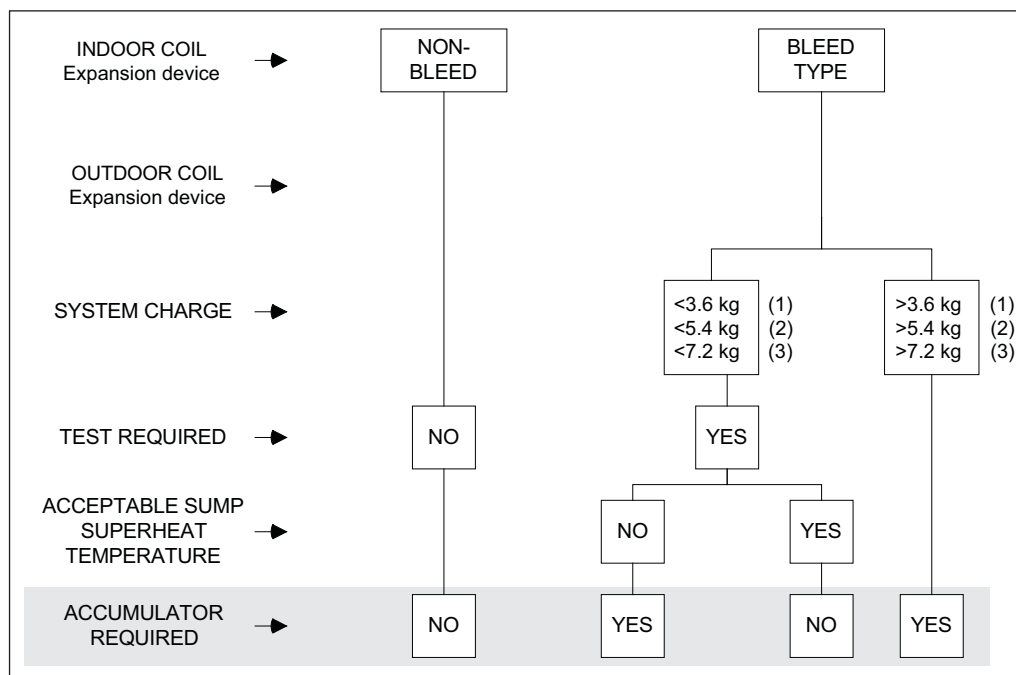 INDOOR COIL
Expansion device
NON-
BLEED
BLEED
TYPE
OUTDOOR COIL
Expansion device
SYSTEM CHARGE
<3.6 kg (1)
<5.4 kg (2)
<7.2 kg (3)
>3.6 kg (1)
>5.4 kg (2)
>7.2 kg (3)
TEST REQUIRED
NO
YES
ACCEPTABLE SUMP
SUPERHEAT
TEMPERATURE
NO
YES
ACCUMULATOR
REQUIRED
NO
YES
NO
YES